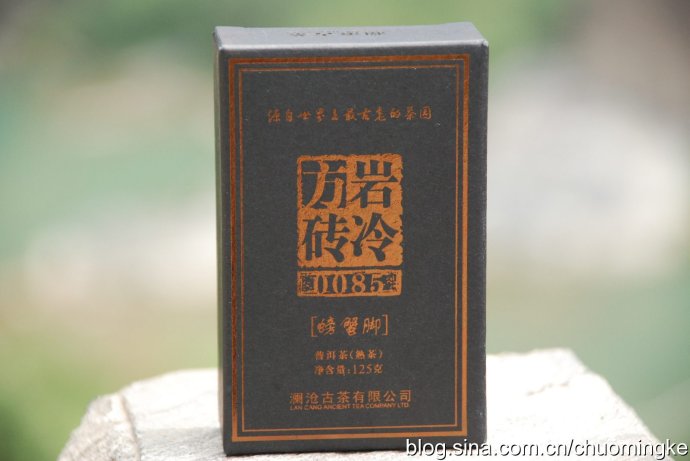 源自世界上最古老的茶园
岩冷
方砖
0085
[螃蟹脚]
普洱茶(熟茶)
净含量:125克
澜沧古茶有限公司
LAN CANG ANCIENT TEA COMPANY LTD.
blog.sina.com.cn/chuomingke